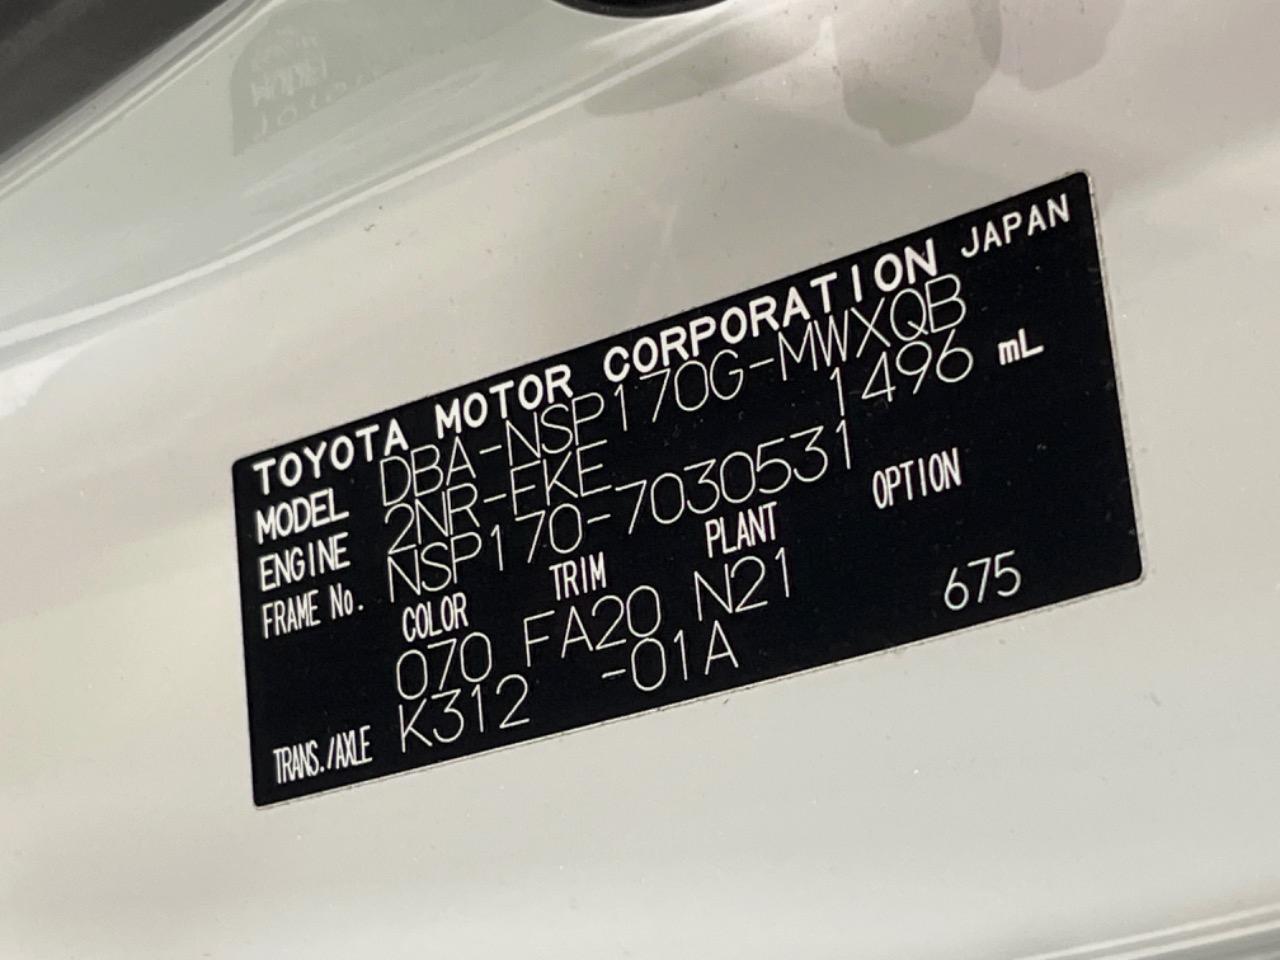 TOYOTA MOTOR CORPORATION JAPAN
MODEL DBA-NSP170G-MWXQB
ENGINE 2NR-FKE 1496 mL
FRAME No. NSP170-7030531
COLOR TRIM PLANT OPTION
070 FA20 N21 675
TRANS./AXLE K312 -01A